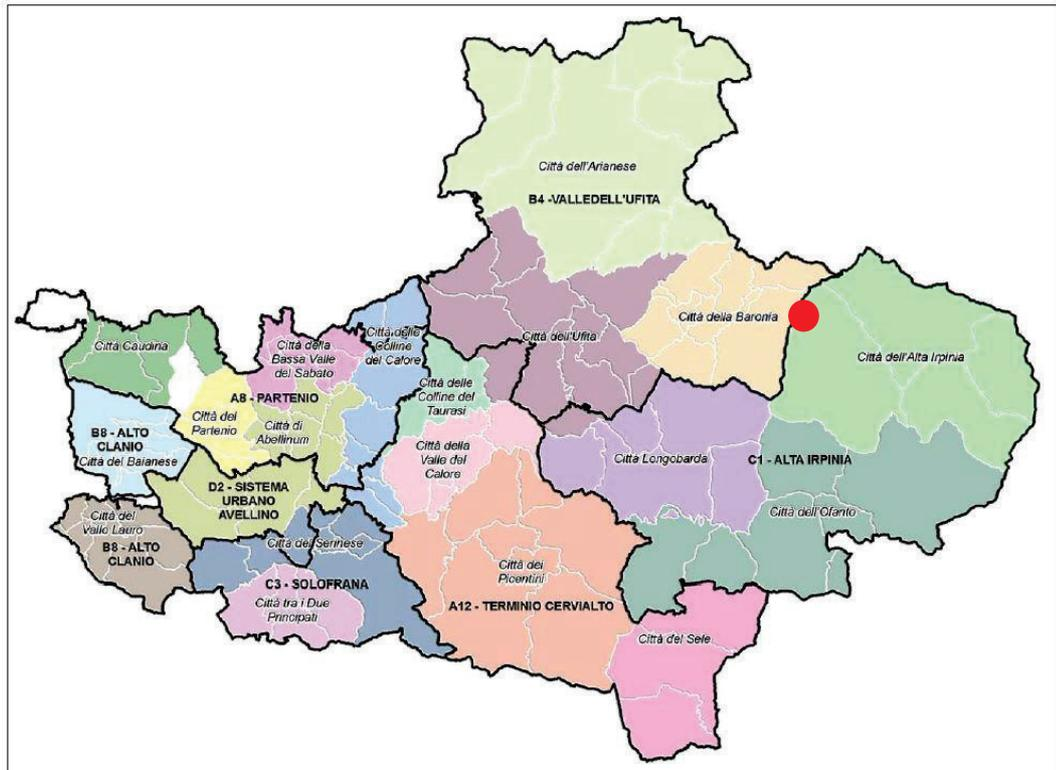 Città dell'Arianese
B4 -VALLEDELL'UFITA
Città della Baronia
Città dell'Ufita
Città delle
Colline
del Calore
Città Caudina
Città della
Bassa Valle
del Sabato
Città dell'Alta Irpinia
Città delle
Colline del
Taurasi
A8 - PARTENIO
Città del
Partenio
Città di
Abellinum
B8 - ALTO
CLANIO
Città del Baianese
Città della
Valle del
Calore
Città Longobarda
C1 - ALTA IRPINIA
D2 - SISTEMA
URBANO
AVELLINO
Città dell'Ofanto
Città del
Vallo Lauro
B8 - ALTO
CLANIO
Città del Serinese
Città dei
Picentini
C3 - SOLOFRANA
Città tra i Due
Principati
A12 - TERMINIO CERVIALTO
Città del Sele